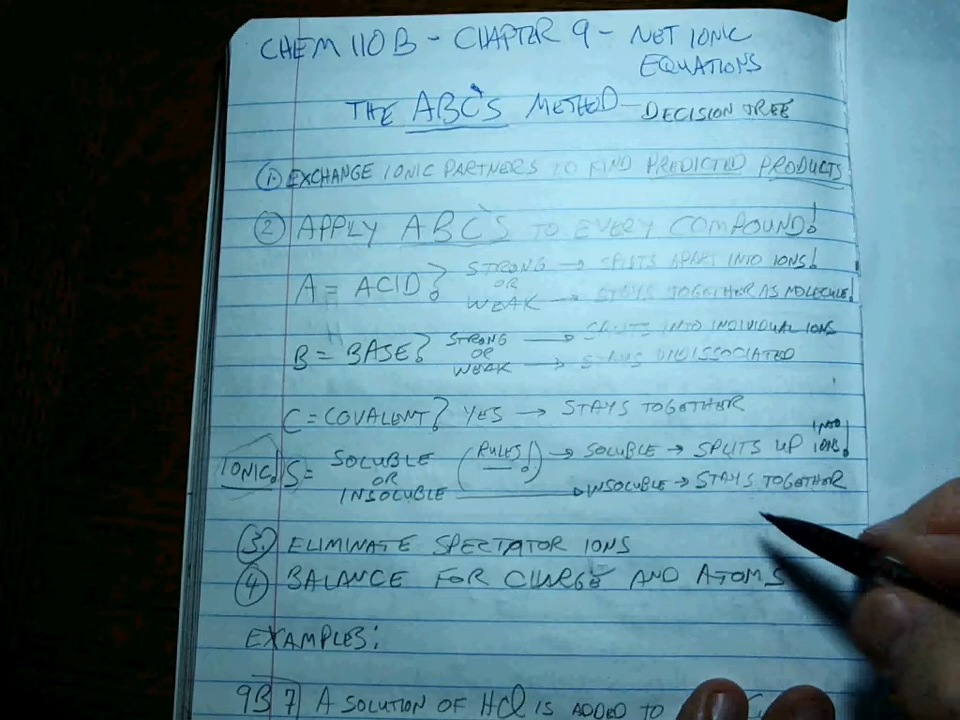 CHEM 110B - CHAPTER 9 - NET IONIC
EQUATIONS
THE ABC'S METHOD DECISION TREE
① EXCHANGE IONIC PARTNERS TO FIND PREDICTED PRODUCTS
② APPLY ABC'S TO EVERY COMPOUND!
A = ACID? STRONG → SPLITS APART INTO IONS!
OR
WEAK → STAYS TOGETHER AS MOLECULE!
B = BASE? STRONG → SPLITS INTO INDIVIDUAL IONS
OR
WEAK → STAYS UNDISSOCIATED
C = COVALENT? YES → STAYS TOGETHER
IONIC! S = SOLUBLE (RULES!) → SOLUBLE → SPLITS UP INTO IONS!
OR
INSOLUBLE → INSOLUBLE → STAYS TOGETHER
③ ELIMINATE SPECTATOR IONS
④ BALANCE FOR CHARGE AND ATOMS
EXAMPLES:
9B7 A SOLUTION OF HCl IS ADDED TO